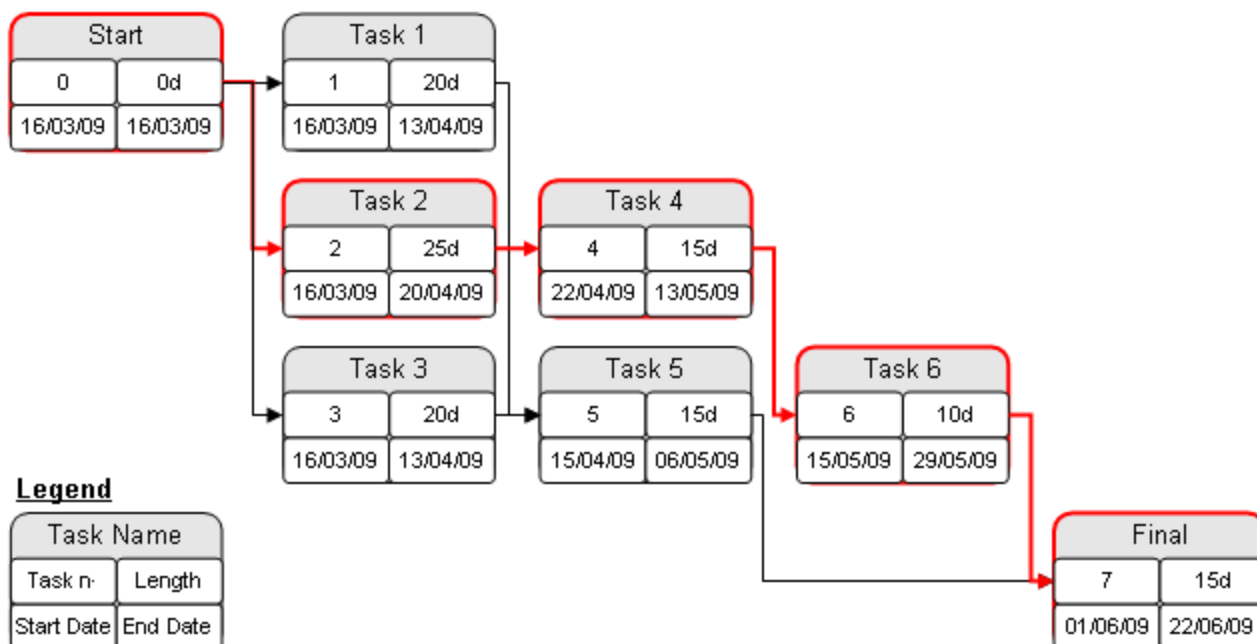 Start
0 0d
16/03/09 16/03/09
Task 1
1 20d
16/03/09 13/04/09
Task 2
2 25d
16/03/09 20/04/09
Task 4
4 15d
22/04/09 13/05/09
Task 3
3 20d
16/03/09 13/04/09
Task 5
5 15d
15/04/09 06/05/09
Task 6
6 10d
15/05/09 29/05/09
Legend
Task Name
Task n· Length
Start Date End Date
Final
7 15d
01/06/09 22/06/09